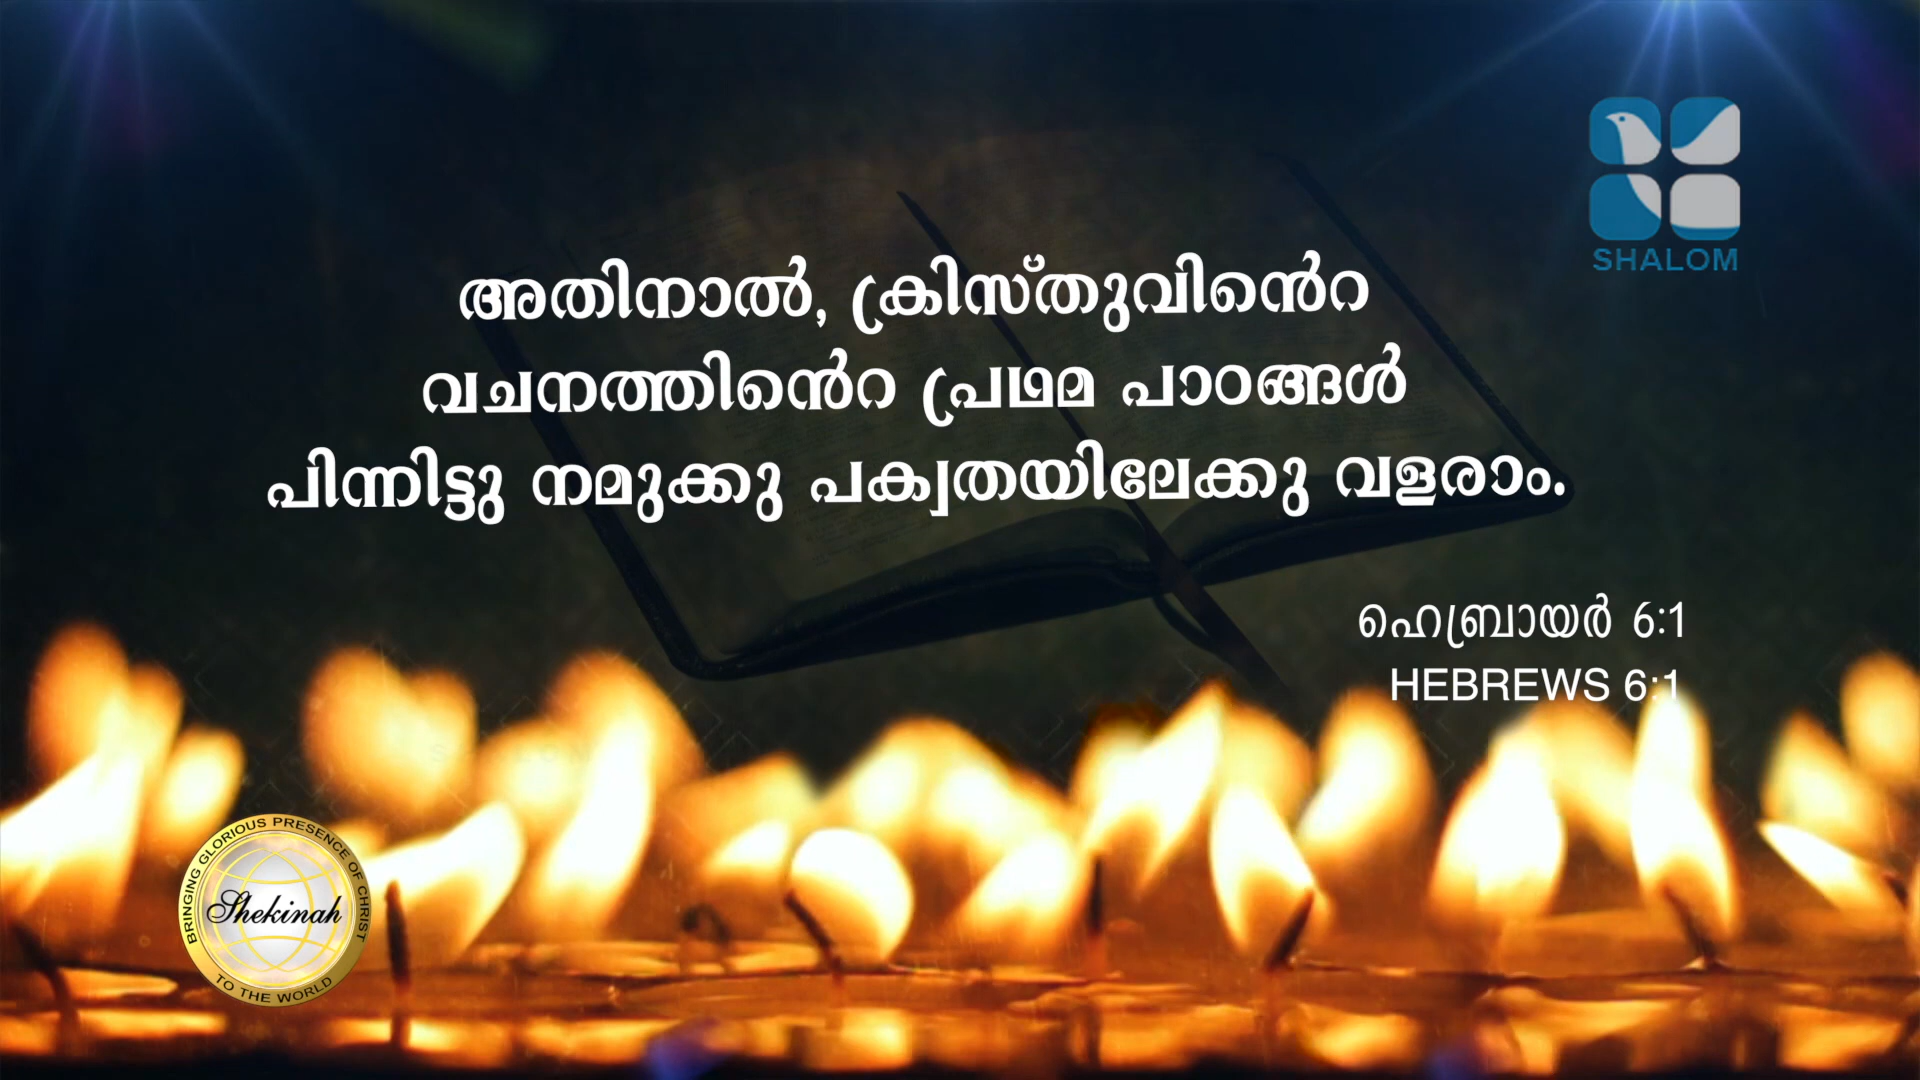 SHALOM
അതിനാൽ, ക്രിസ്തുവിൻെറ
വചനത്തിൻെറ പ്രഥമ പാഠങ്ങൾ
പിന്നിട്ടു നമുക്കു പക്വതയിലേക്കു വളരാം.
ഹെബ്രായർ 6:1
HEBREWS 6:1
BRINGING GLORIOUS PRESENCE OF CHRIST
Shekinah
TO THE WORLD